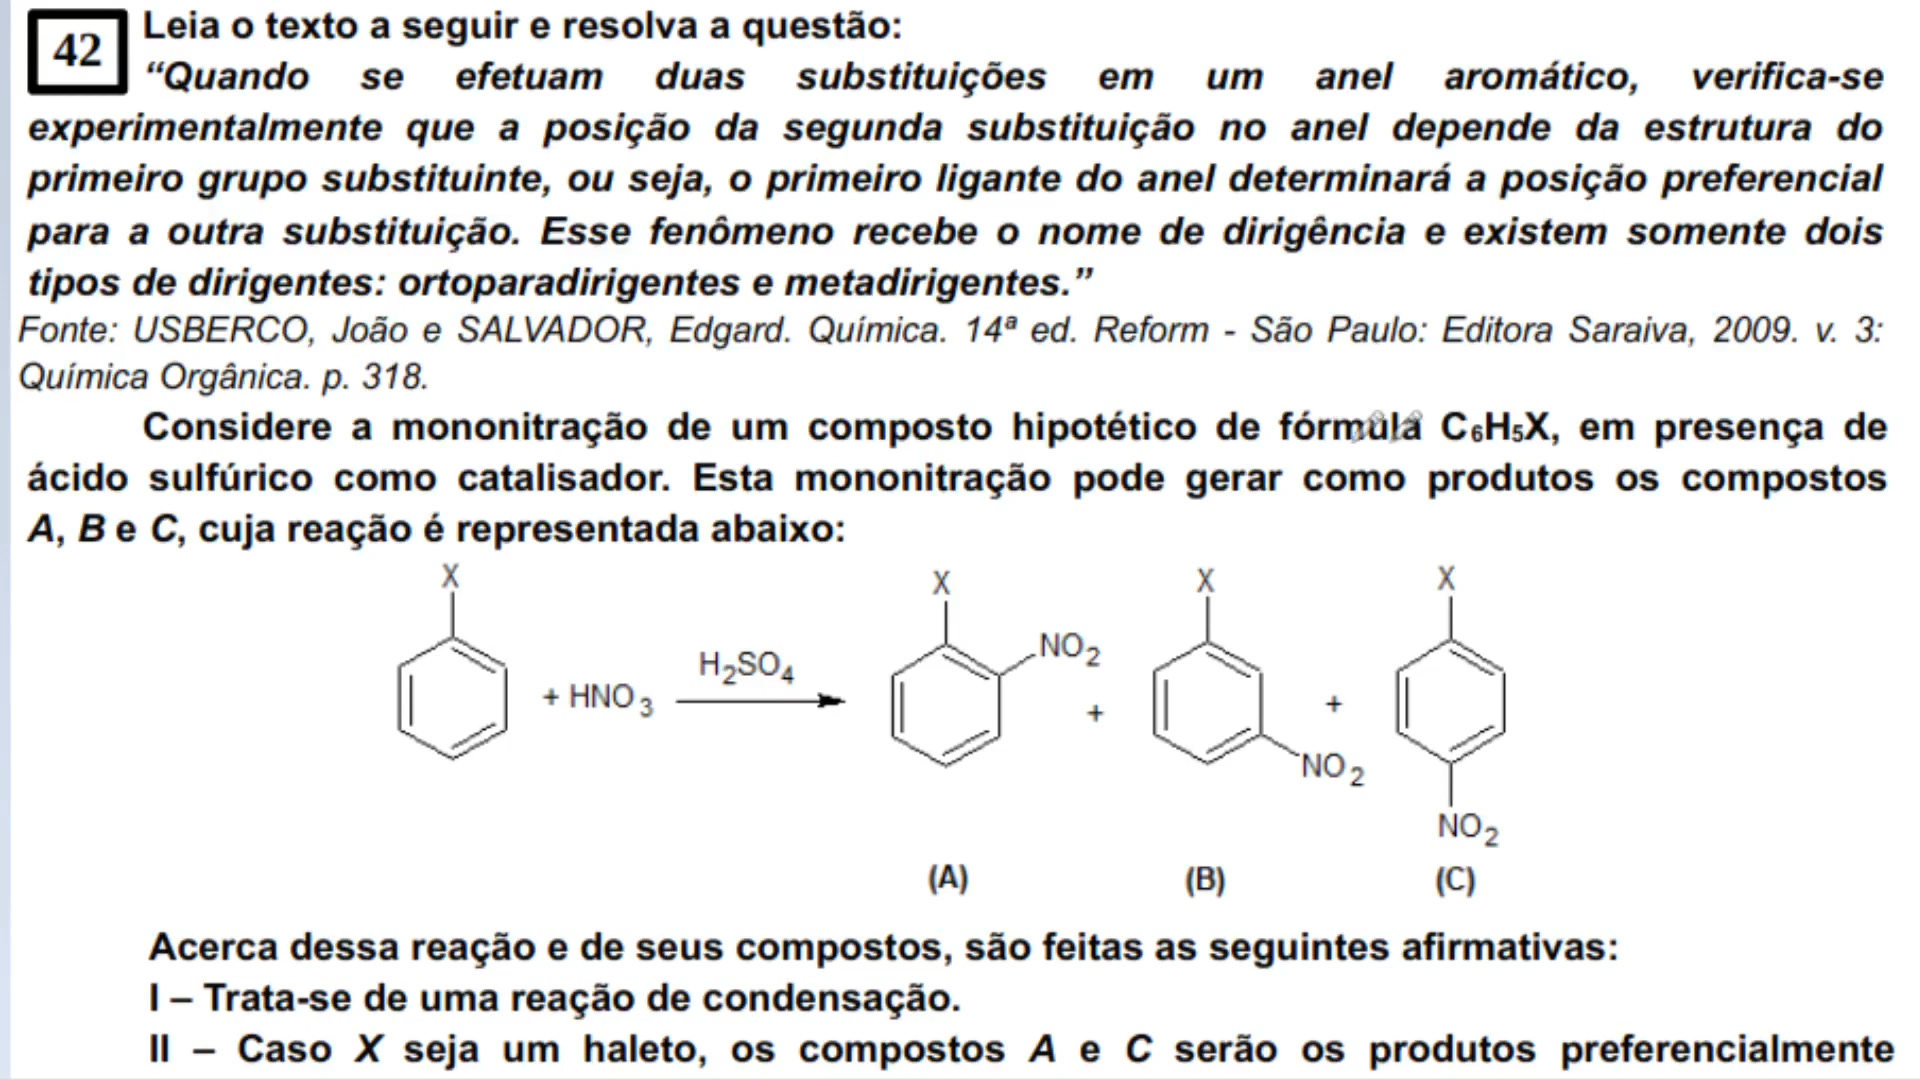 42 Leia o texto a seguir e resolva a questão:
“Quando se efetuam duas substituições em um anel aromático, verifica-se
experimentalmente que a posição da segunda substituição no anel depende da estrutura do
primeiro grupo substituinte, ou seja, o primeiro ligante do anel determinará a posição preferencial
para a outra substituição. Esse fenômeno recebe o nome de dirigência e existem somente dois
tipos de dirigentes: ortoparadirigentes e metadirigentes.”
Fonte: USBERCO, João e SALVADOR, Edgard. Química. 14ª ed. Reform - São Paulo: Editora Saraiva, 2009. v. 3:
Química Orgânica. p. 318.
Considere a mononitração de um composto hipotético de fórmula C₆H₅X, em presença de
ácido sulfúrico como catalisador. Esta mononitração pode gerar como produtos os compostos
A, B e C, cuja reação é representada abaixo:
X X X X
+ HNO₃ H₂SO₄ NO₂ + NO₂ + NO₂
(A) (B) (C)
Acerca dessa reação e de seus compostos, são feitas as seguintes afirmativas:
I – Trata-se de uma reação de condensação.
II – Caso X seja um haleto, os compostos A e C serão os produtos preferencialmente